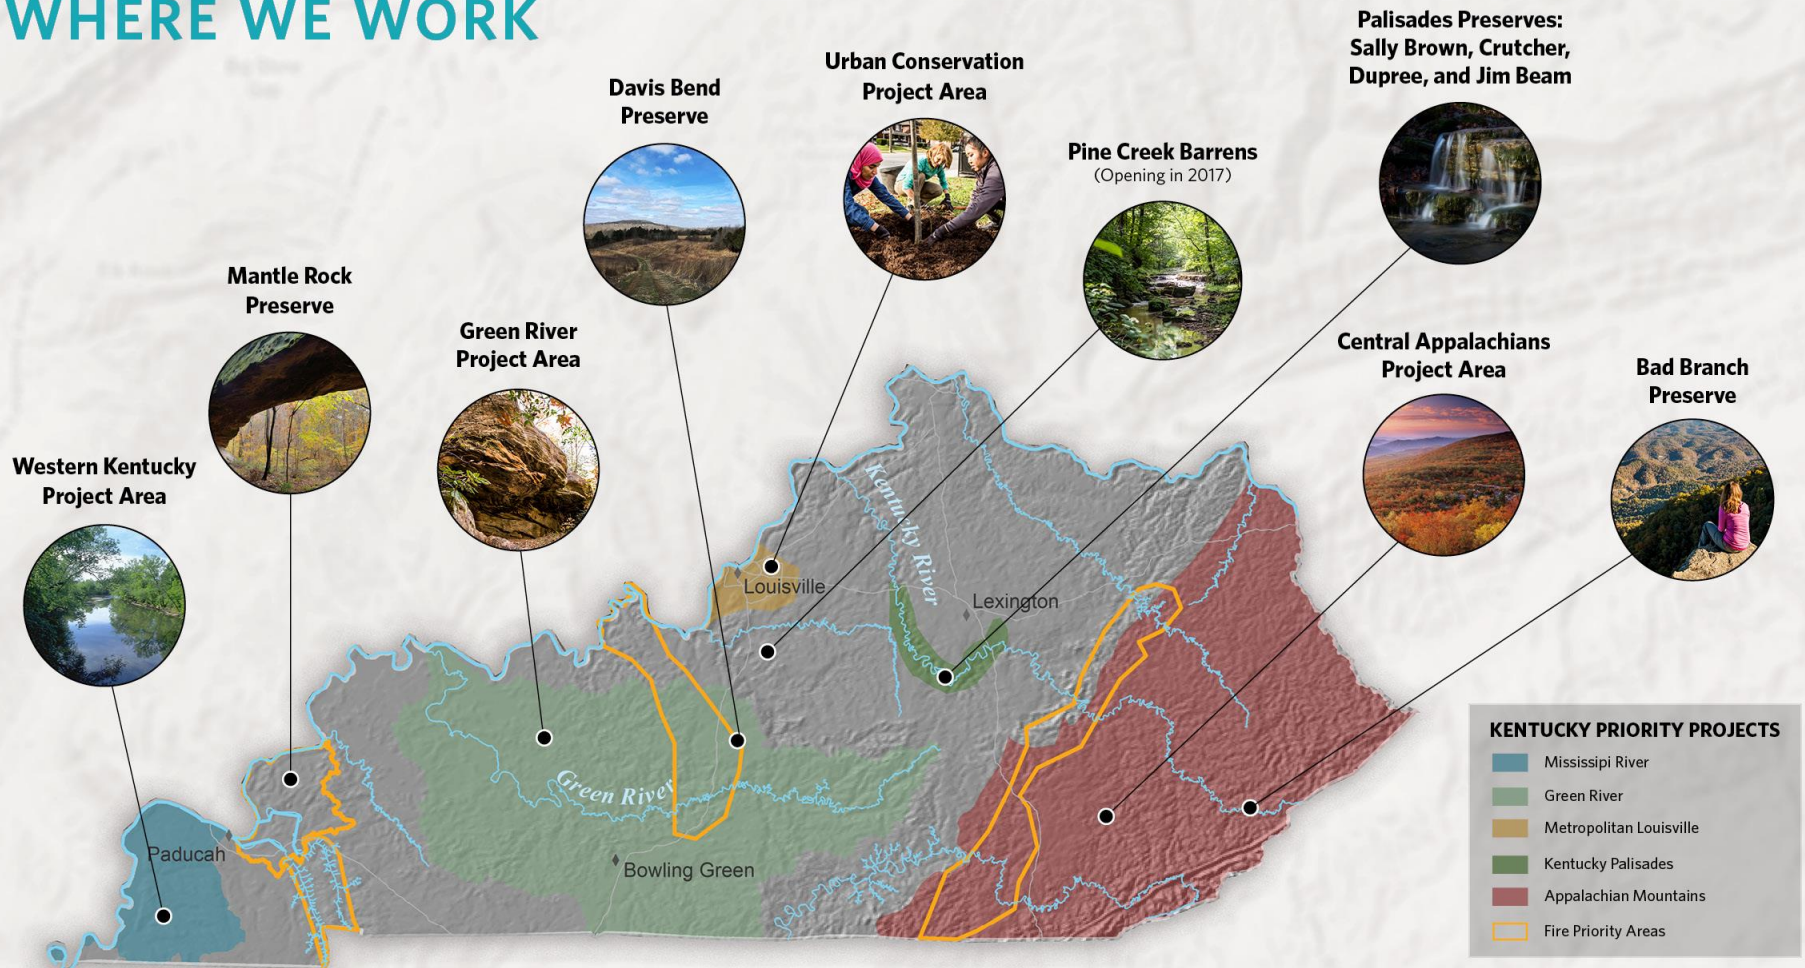 WHERE WE WORK
Palisades Preserves:
Sally Brown, Crutcher,
Dupree, and Jim Beam
Urban Conservation
Project Area
Davis Bend
Preserve
Pine Creek Barrens
(Opening in 2017)
Mantle Rock
Preserve
Green River
Project Area
Central Appalachians
Project Area
Bad Branch
Preserve
Western Kentucky
Project Area
Kentucky River
Louisville
Lexington
Green River
Paducah
Bowling Green
KENTUCKY PRIORITY PROJECTS
Mississipi River
Green River
Metropolitan Louisville
Kentucky Palisades
Appalachian Mountains
Fire Priority Areas